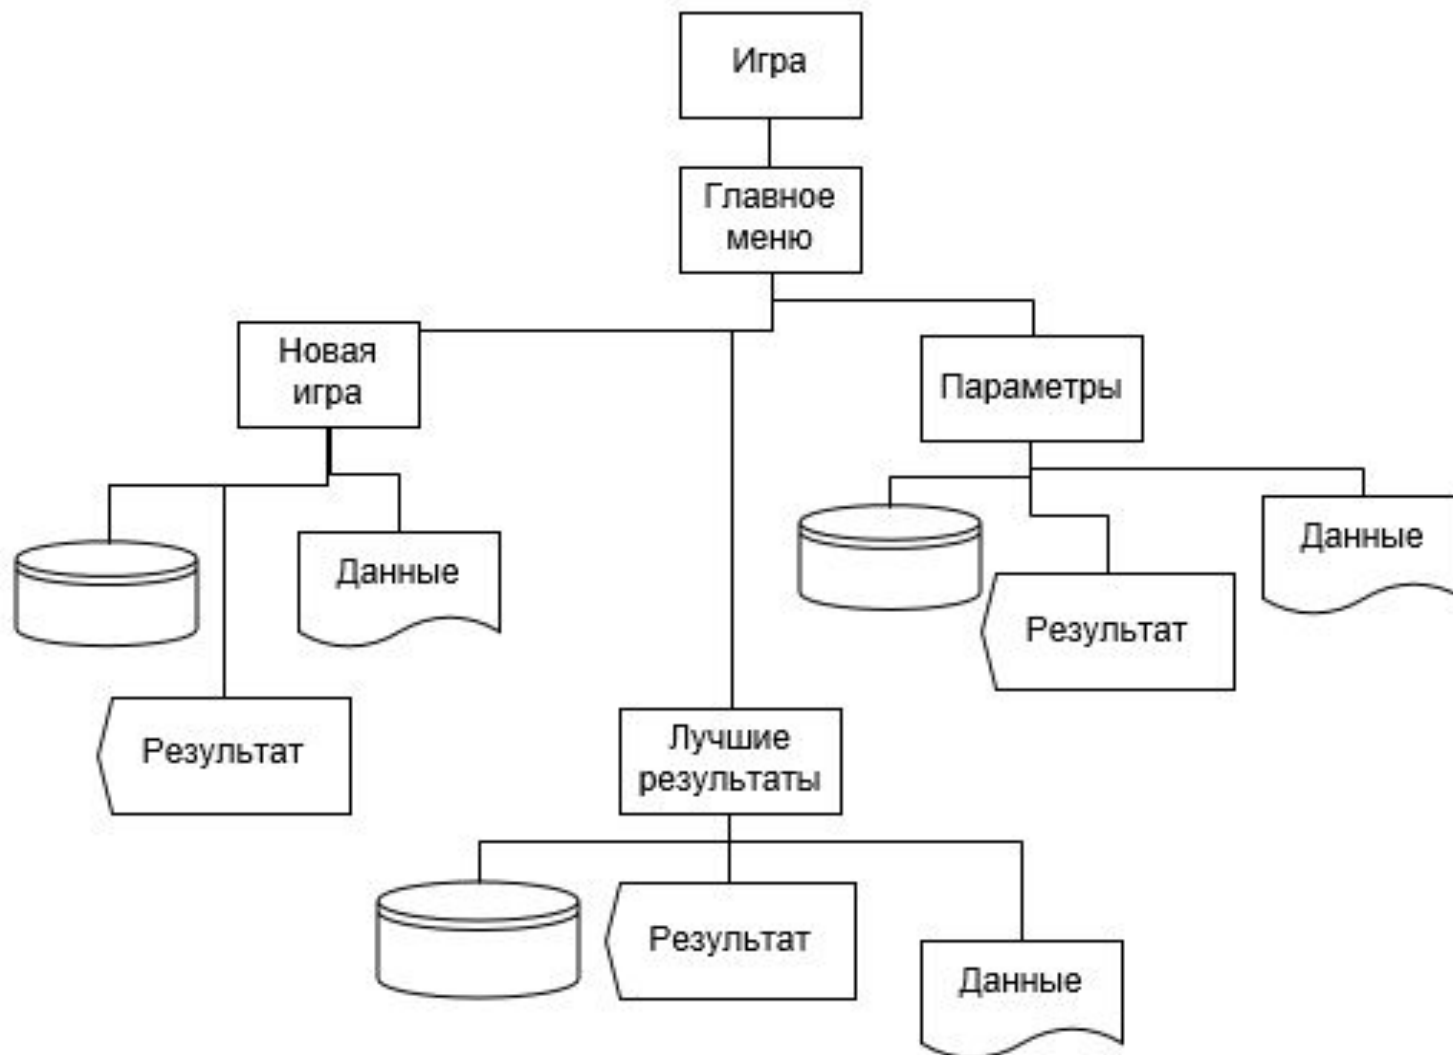 Игра
Главное
меню
Новая
игра
Параметры
Данные
Данные
Результат
Результат
Лучшие
результаты
Результат
Данные